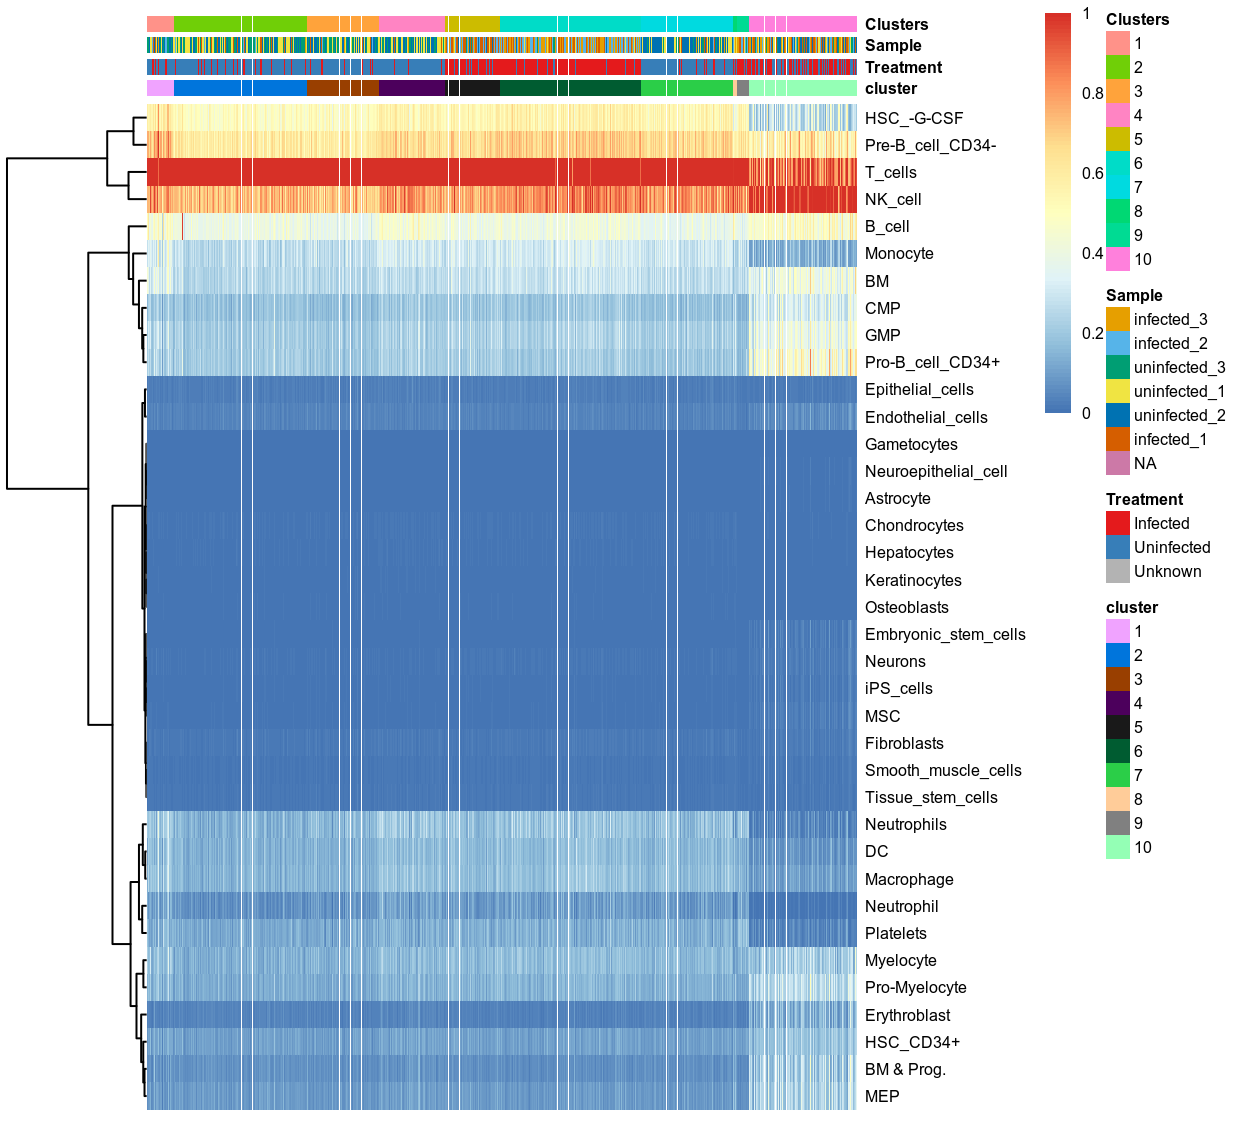 Clusters
Sample
Treatment
cluster
HSC_-G-CSF
Pre-B_cell_CD34-
T_cells
NK_cell
B_cell
Monocyte
BM
CMP
GMP
Pro-B_cell_CD34+
Epithelial_cells
Endothelial_cells
Gametocytes
Neuroepithelial_cell
Astrocyte
Chondrocytes
Hepatocytes
Keratinocytes
Osteoblasts
Embryonic_stem_cells
Neurons
iPS_cells
MSC
Fibroblasts
Smooth_muscle_cells
Tissue_stem_cells
Neutrophils
DC
Macrophage
Neutrophil
Platelets
Myelocyte
Pro-Myelocyte
Erythroblast
HSC_CD34+
BM & Prog.
MEP
1
0.8
0.6
0.4
0.2
0
Clusters
1
2
3
4
5
6
7
8
9
10
Sample
infected_3
infected_2
uninfected_3
uninfected_1
uninfected_2
infected_1
NA
Treatment
Infected
Uninfected
Unknown
cluster
1
2
3
4
5
6
7
8
9
10